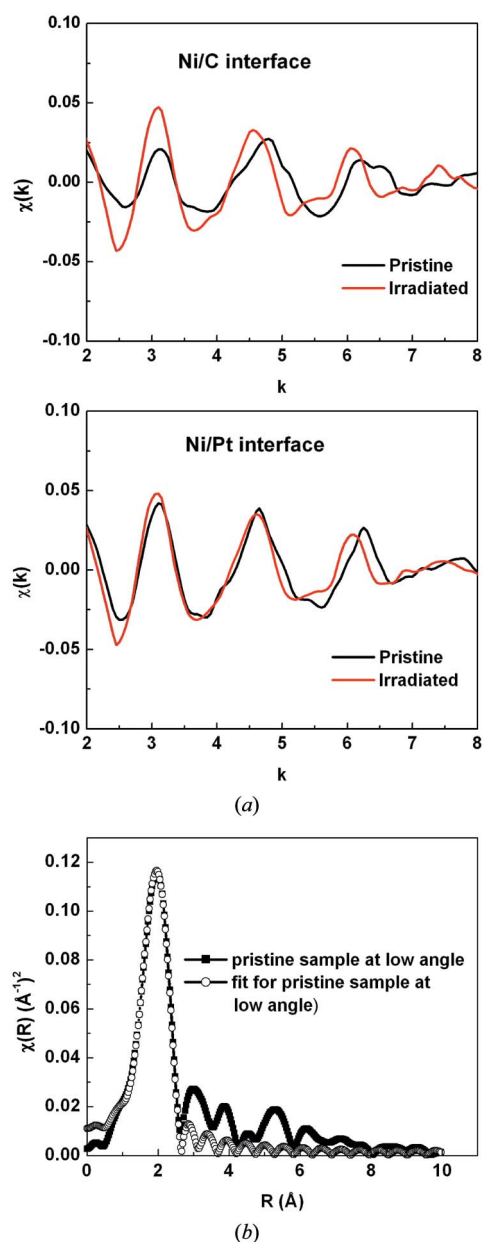 0.10
Ni/C interface
0.05
χ(k)
0.00
-0.05
Pristine
Irradiated
-0.10
2 3 4 5 6 7 8
k
0.10
Ni/Pt interface
0.05
χ(k)
0.00
-0.05
Pristine
Irradiated
-0.10
2 3 4 5 6 7 8
k
(a)
0.12
0.10
pristine sample at low angle
fit for pristine sample at
low angle)
0.08
χ(R) (Å⁻¹)²
0.06
0.04
0.02
0.00
0 2 4 6 8 10
R (Å)
(b)